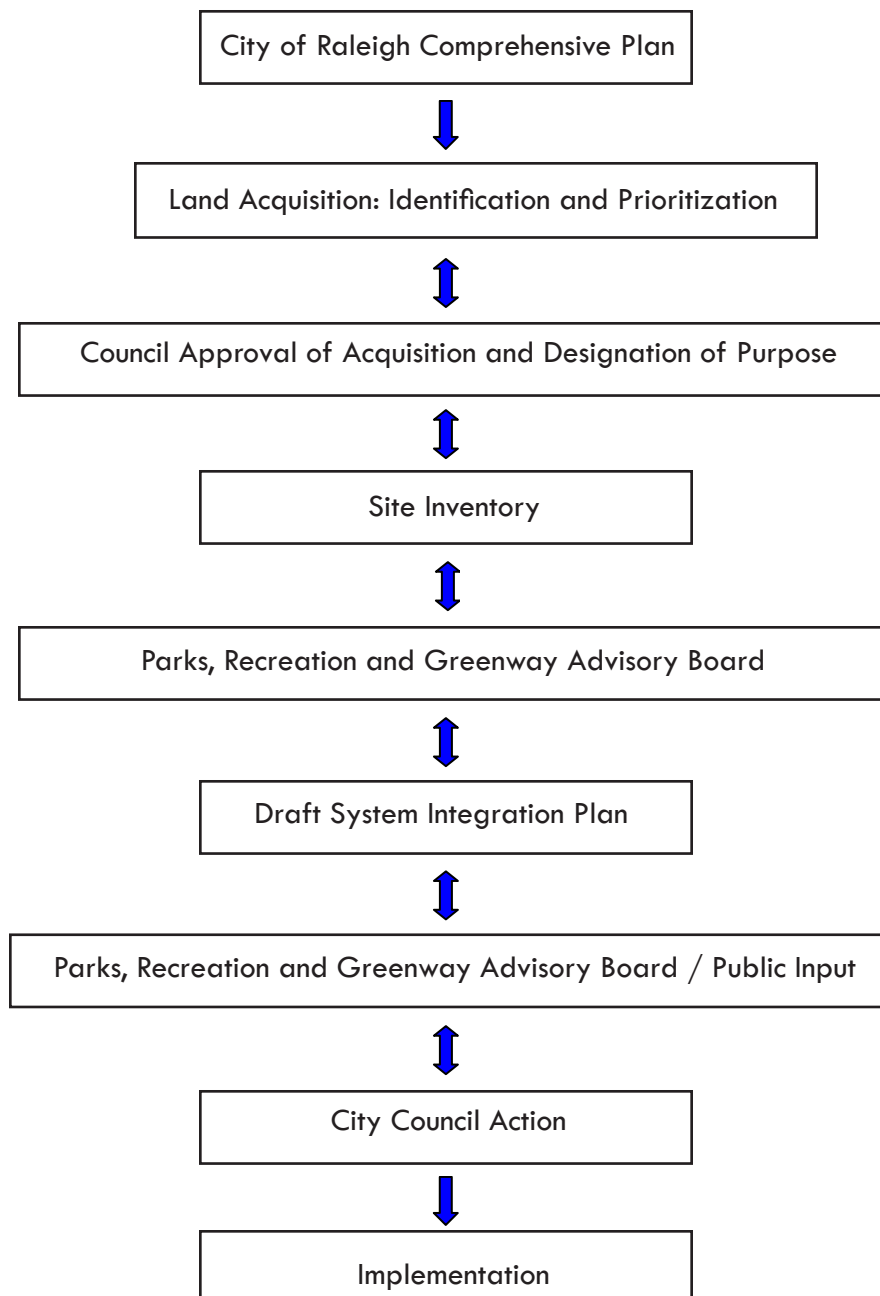 City of Raleigh Comprehensive Plan
Land Acquisition: Identification and Prioritization
Council Approval of Acquisition and Designation of Purpose
Site Inventory
Parks, Recreation and Greenway Advisory Board
Draft System Integration Plan
Parks, Recreation and Greenway Advisory Board / Public Input
City Council Action
Implementation